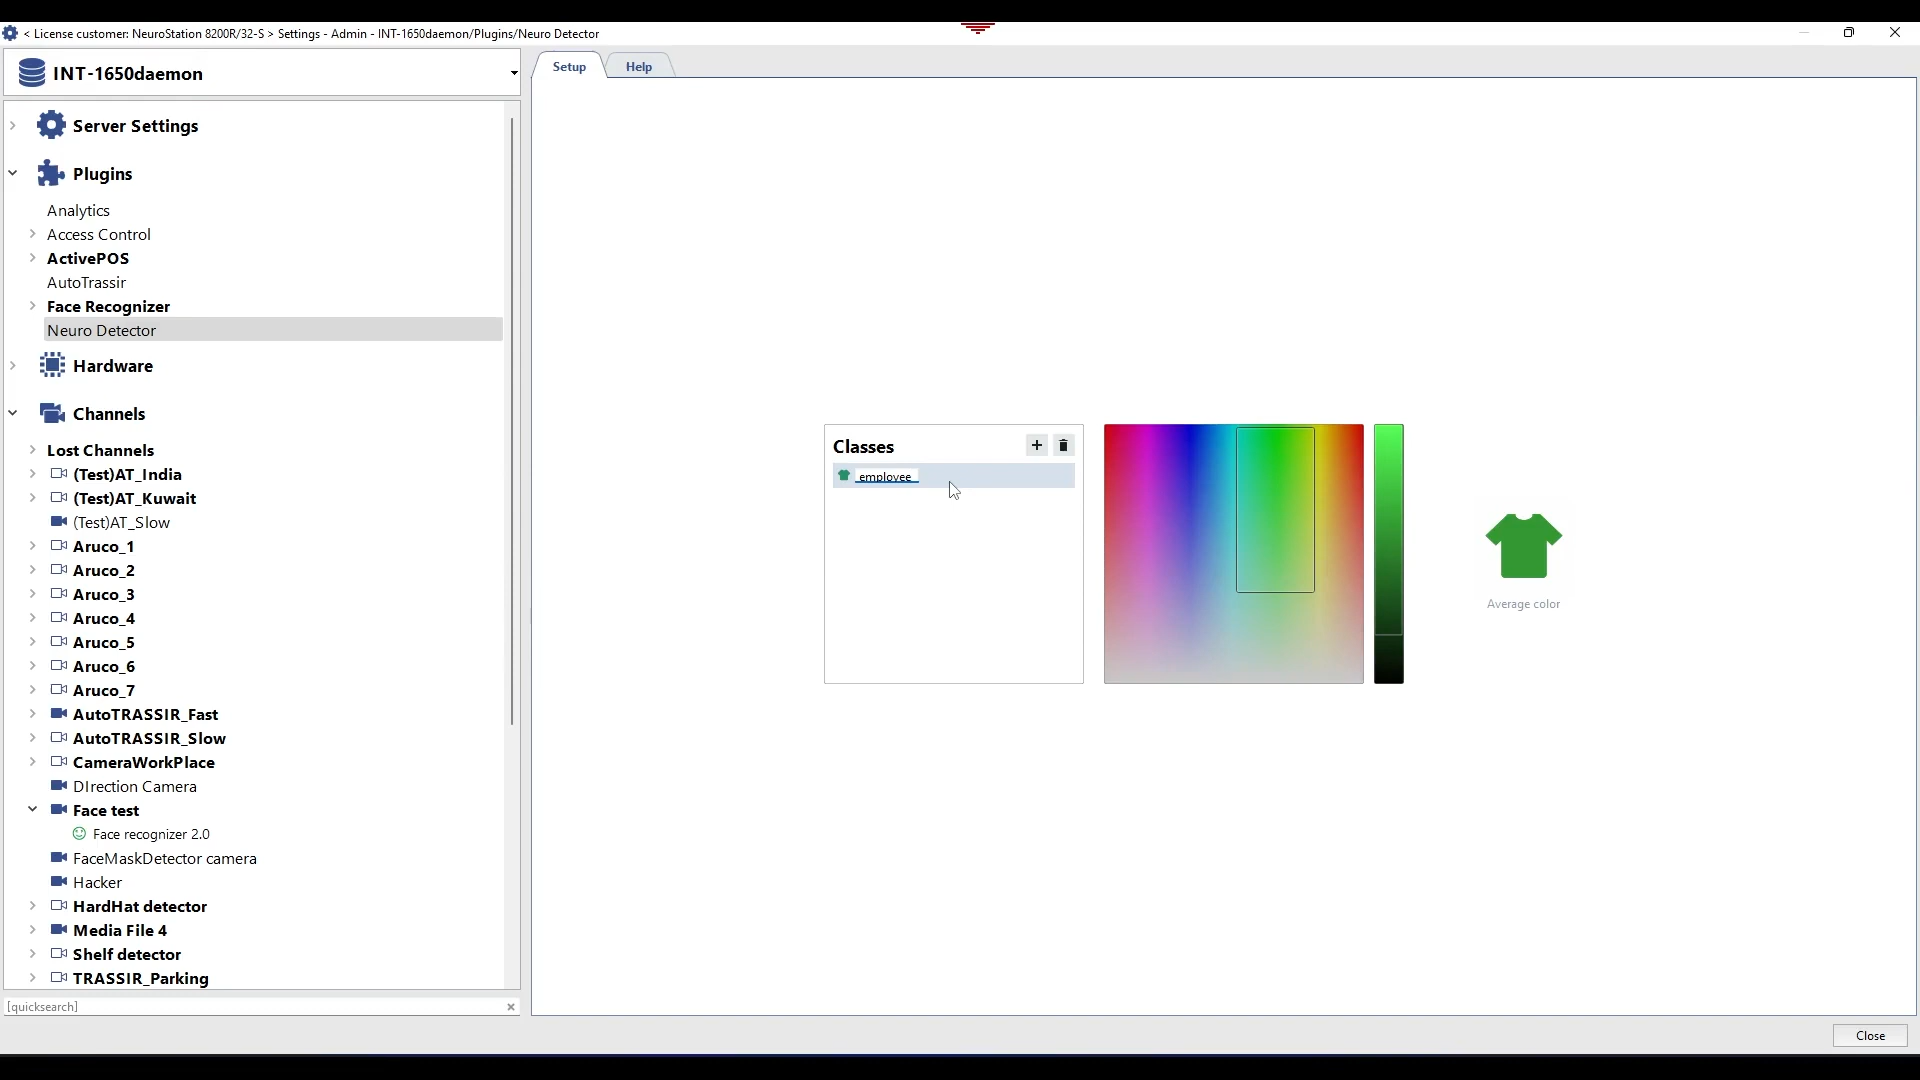 < License customer: NeuroStation 8200R/32-S > Settings - Admin - INT-1650daemon/Plugins/Neuro Detector
INT-1650daemon
Setup
Help
Server Settings
Plugins
Analytics
Access Control
ActivePOS
AutoTrassir
Face Recognizer
Neuro Detector
Hardware
Channels
Lost Channels
(Test)AT_India
(Test)AT_Kuwait
(Test)AT_Slow
Aruco_1
Aruco_2
Aruco_3
Aruco_4
Aruco_5
Aruco_6
Aruco_7
AutoTRASSIR_Fast
AutoTRASSIR_Slow
CameraWorkPlace
DIrection Camera
Face test
Face recognizer 2.0
FaceMaskDetector camera
Hacker
HardHat detector
Media File 4
Shelf detector
TRASSIR_Parking
[quicksearch]
Classes
employee
Average color
Close